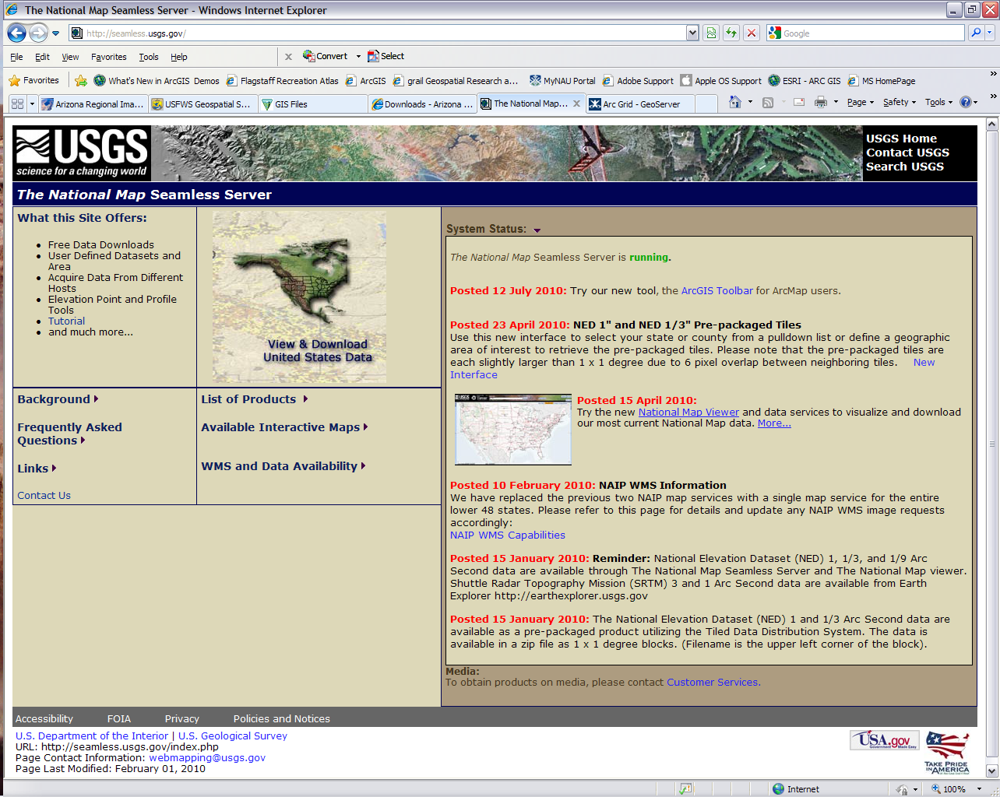 The National Map Seamless Server - Windows Internet Explorer
http://seamless.usgs.gov/
Google
File Edit View Favorites Tools Help
Convert Select
Favorites What's New in ArcGIS Demos Flagstaff Recreation Atlas ArcGIS grail Geospatial Research a... MyNAU Portal Adobe Support Apple OS Support ESRI - ARC GIS MS HomePage
Arizona Regional Ima... USFWS Geospatial S... GIS Files Downloads - Arizona ... The National Map... Arc Grid - GeoServer Page Safety Tools
USGS
science for a changing world
USGS Home
Contact USGS
Search USGS
The National Map Seamless Server
What this Site Offers:
• Free Data Downloads
• User Defined Datasets and
Area
• Acquire Data From Different
Hosts
• Elevation Point and Profile
Tools
• Tutorial
• and much more...
View & Download
United States Data
Background
Frequently Asked
Questions
Links
Contact Us
List of Products
Available Interactive Maps
WMS and Data Availability
System Status:
The National Map Seamless Server is running.
Posted 12 July 2010: Try our new tool, the ArcGIS Toolbar for ArcMap users.
Posted 23 April 2010: NED 1" and NED 1/3" Pre-packaged Tiles
Use this new interface to select your state or county from a pulldown list or define a geographic
area of interest to retrieve the pre-packaged tiles. Please note that the pre-packaged tiles are
each slightly larger than 1 x 1 degree due to 6 pixel overlap between neighboring tiles. New
Interface
Posted 15 April 2010:
Try the new National Map Viewer and data services to visualize and download
our most current National Map data. More...
Posted 10 February 2010: NAIP WMS Information
We have replaced the previous two NAIP map services with a single map service for the entire
lower 48 states. Please refer to this page for details and update any NAIP WMS image requests
accordingly:
NAIP WMS Capabilities
Posted 15 January 2010: Reminder: National Elevation Dataset (NED) 1, 1/3, and 1/9 Arc
Second data are available through The National Map Seamless Server and The National Map viewer.
Shuttle Radar Topography Mission (SRTM) 3 and 1 Arc Second data are available from Earth
Explorer http://earthexplorer.usgs.gov
Posted 15 January 2010: The National Elevation Dataset (NED) 1 and 1/3 Arc Second data are
available as a pre-packaged product utilizing the Tiled Data Distribution System. The data is
available in a zip file as 1 x 1 degree blocks. (Filename is the upper left corner of the block).
Media:
To obtain products on media, please contact Customer Services.
Accessibility FOIA Privacy Policies and Notices
U.S. Department of the Interior | U.S. Geological Survey
URL: http://seamless.usgs.gov/index.php
Page Contact Information: webmapping@usgs.gov
Page Last Modified: February 01, 2010
USA.gov
Government Made Easy
TAKE PRIDE
IN AMERICA
Internet 100%